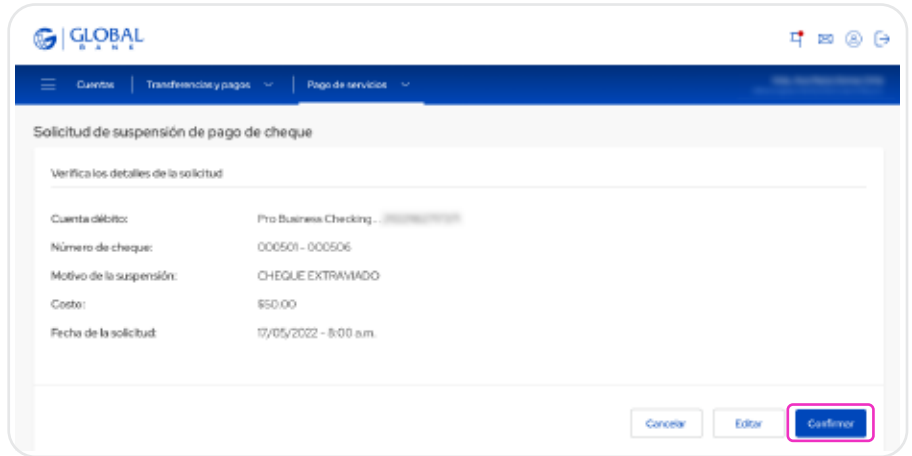 GLOBAL
BANK
Cuentas Transferencias y pagos Pago de servicios
Solicitud de suspensión de pago de cheque
Verifica los detalles de la solicitud
Cuenta débito: Pro Business Checking...
Número de cheque: 000501 - 000506
Motivo de la suspensión: CHEQUE EXTRAVIADO
Costo: $50.00
Fecha de la solicitud: 17/05/2022 - 8:00 a.m.
Cancelar Editar Confirmar